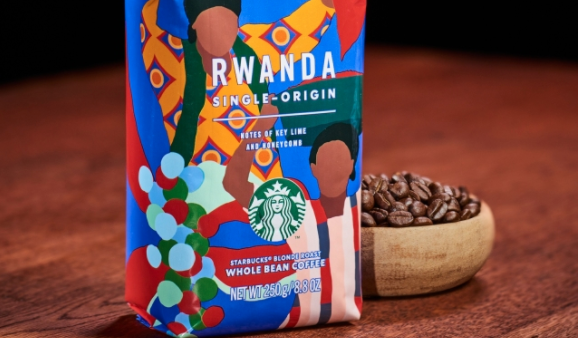 RWANDA
SINGLE-ORIGIN
NOTES OF KEY LIME
AND HONEYCOMB
STARBUCKS® BLONDE ROAST
WHOLE BEAN COFFEE
NET WT 250 g/8.8 OZ